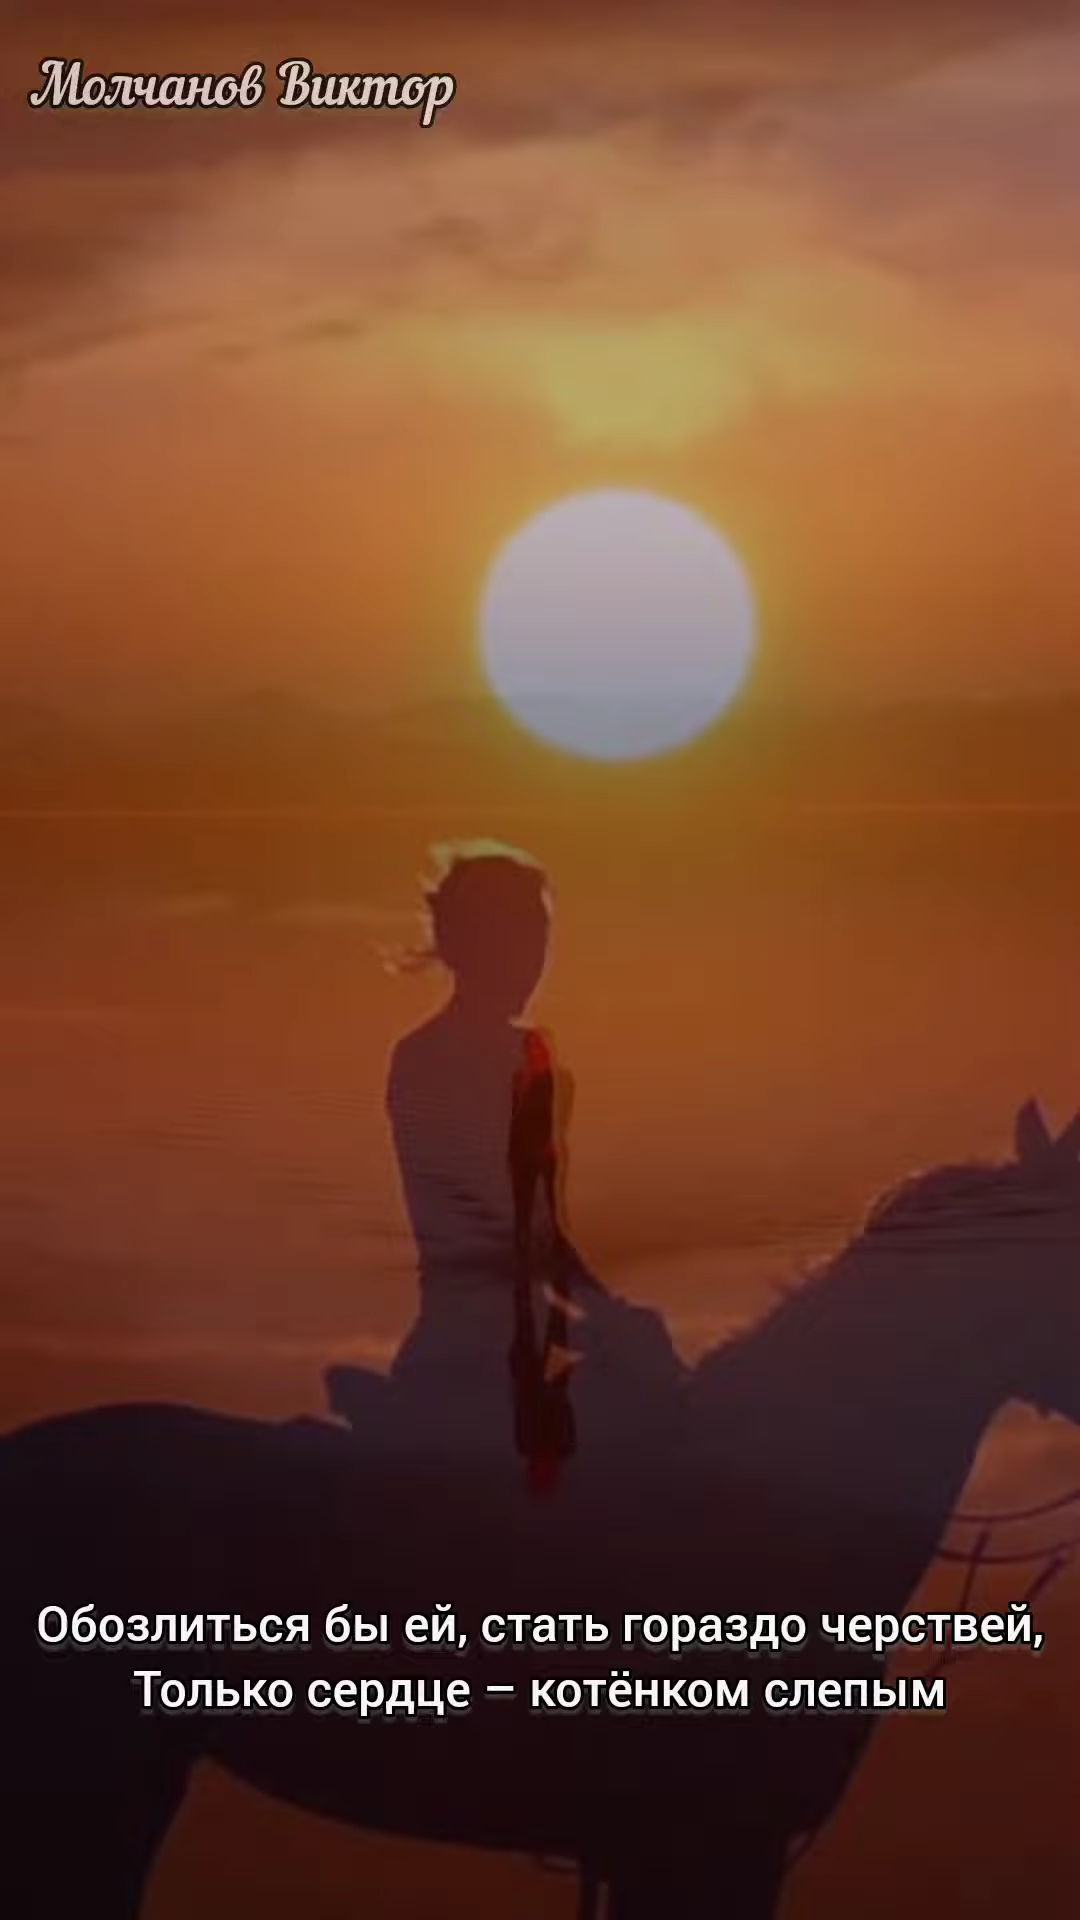 Молчанов Виктор
Обозлиться бы ей, стать гораздо черствей,
Только сердце – котёнком слепым